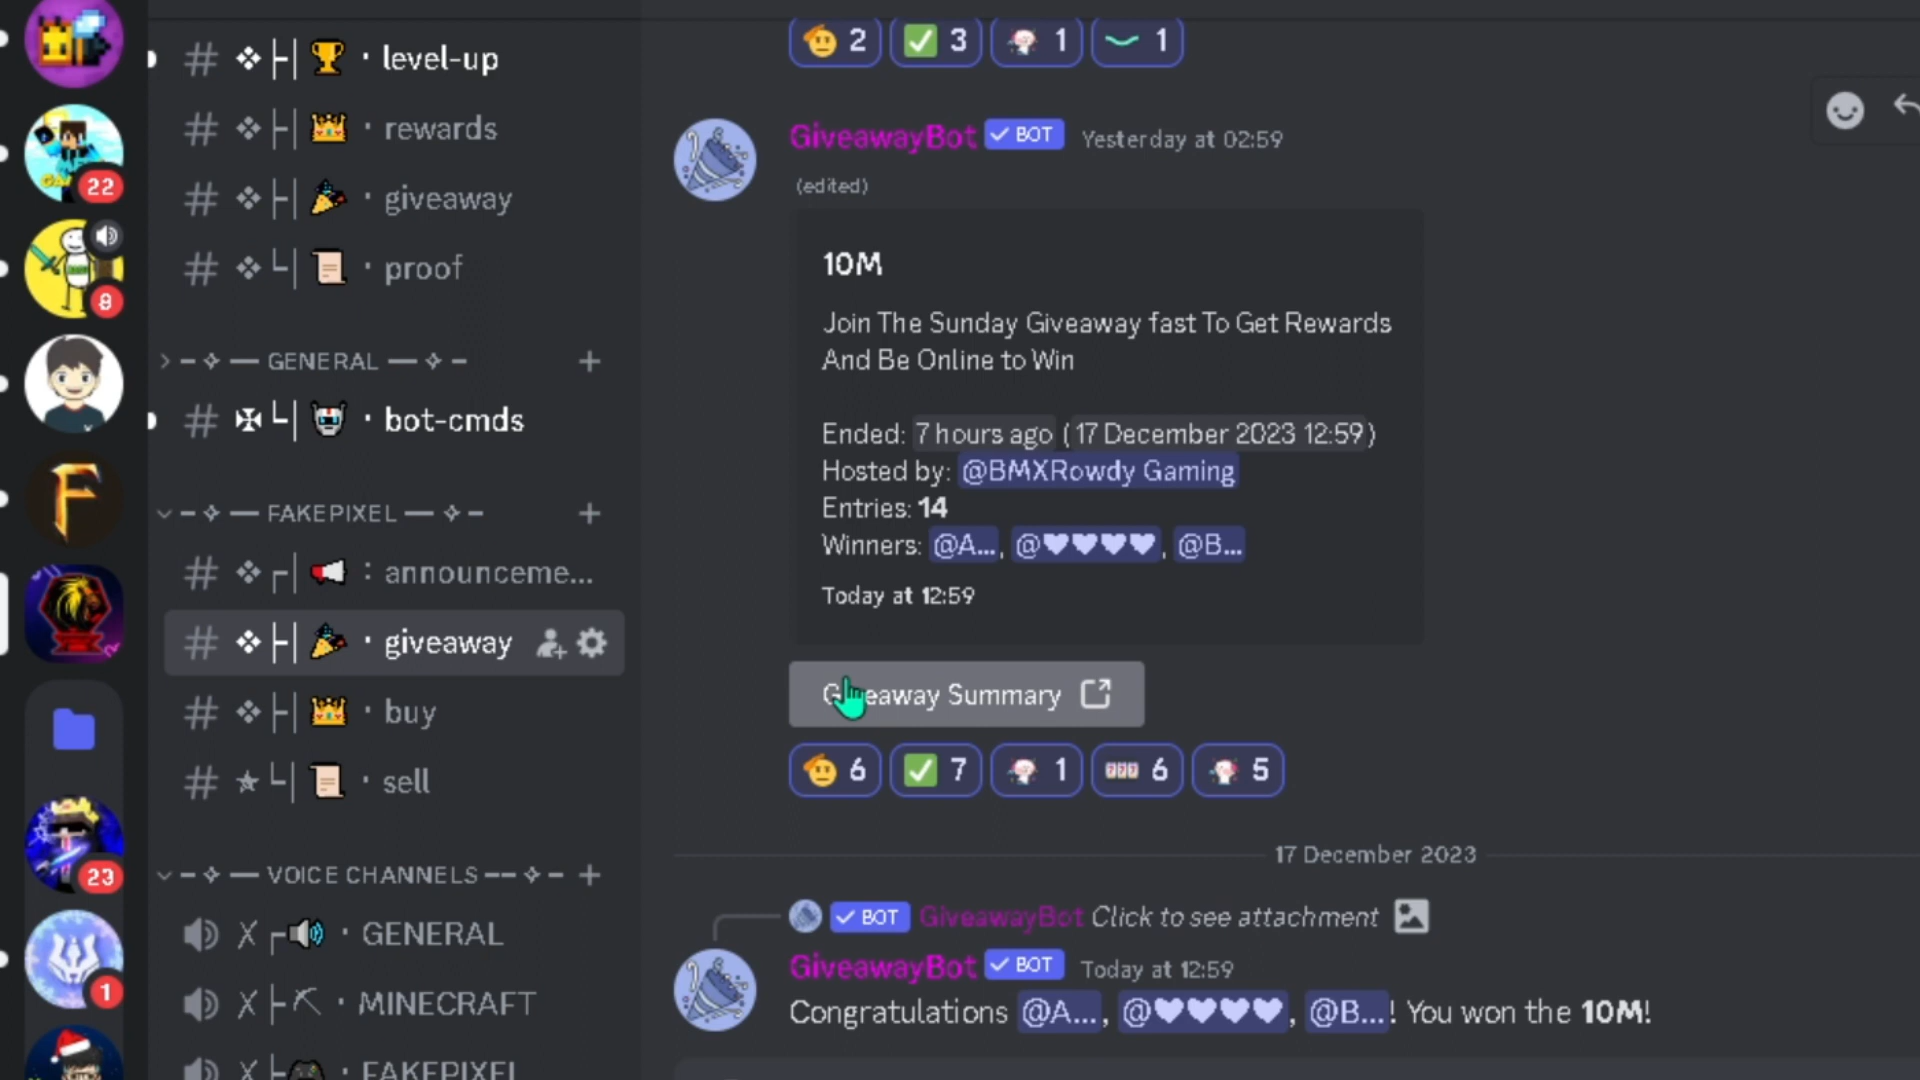 level-up
rewards
giveaway
proof
GENERAL
bot-cmds
FAKEPIXEL
announceme...
giveaway
buy
sell
VOICE CHANNELS
GENERAL
MINECRAFT
FAKEPIXEL
22
8
23
1
2 3 1 1
GiveawayBot BOT Yesterday at 02:59
(edited)
10M
Join The Sunday Giveaway fast To Get Rewards
And Be Online to Win
Ended: 7 hours ago (17 December 2023 12:59)
Hosted by: @BMXRowdy Gaming
Entries: 14
Winners: @A..., @♥♥♥♥, @B...
Today at 12:59
Giveaway Summary
6 7 1 777 6 5
17 December 2023
BOT GiveawayBot Click to see attachment
GiveawayBot BOT Today at 12:59
Congratulations @A..., @♥♥♥♥, @B...! You won the 10M!